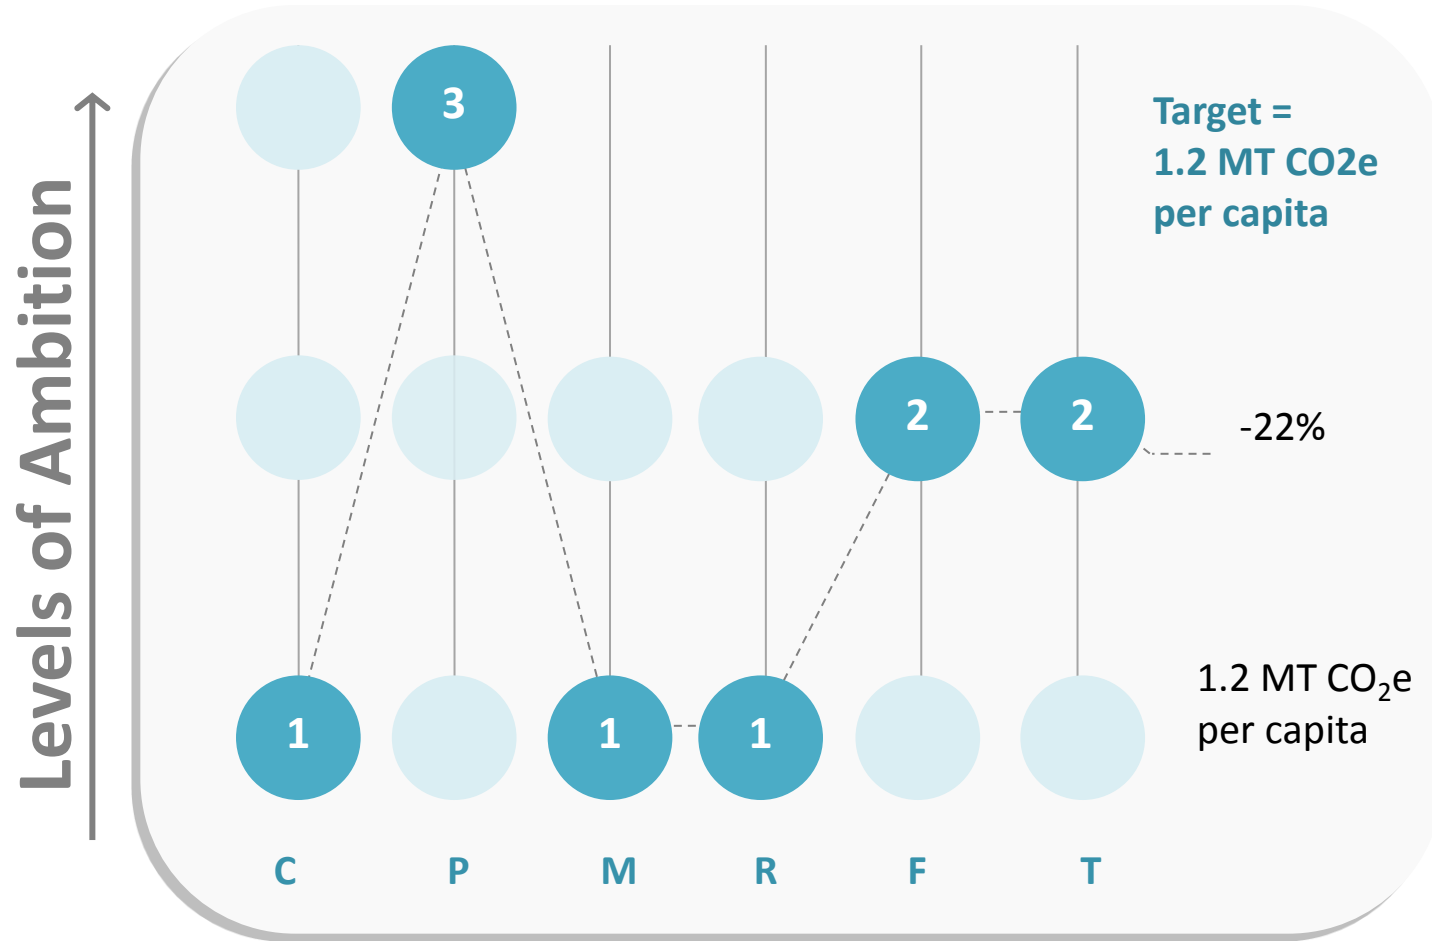 Levels of Ambition
3
Target =
1.2 MT CO2e
per capita
2
2
-22%
1
1
1
1.2 MT CO₂e
per capita
C
P
M
R
F
T